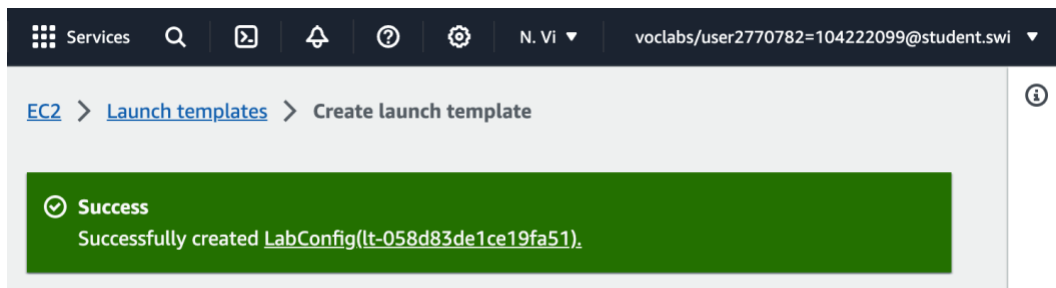 Services N. Vi voclabs/user2770782=104222099@student.swi
EC2 Launch templates Create launch template
Success
Successfully created LabConfig(lt-058d83de1ce19fa51).